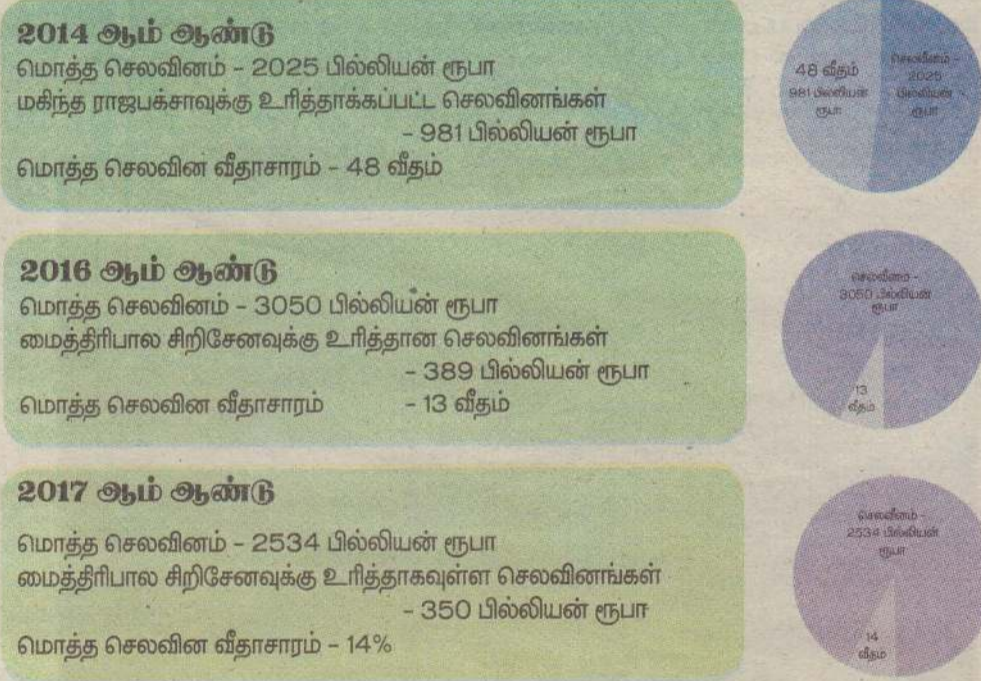 2014 ஆம் ஆண்டு
மொத்த செலவினம் - 2025 பில்லியன் ரூபா
மகிந்த ராஜபக்சாவுக்கு உரித்தாக்கப்பட்ட செலவினங்கள்
- 981 பில்லியன் ரூபா
மொத்த செலவின வீதாசாரம் - 48 வீதம்
48 வீதம்
981 பில்லியன்
ரூபா
செலவீனம் -
2025
பில்லியன்
ரூபா
2016 ஆம் ஆண்டு
மொத்த செலவினம் - 3050 பில்லியன் ரூபா
மைத்திரிபால சிறிசேனவுக்கு உரித்தான செலவினங்கள்
- 389 பில்லியன் ரூபா
மொத்த செலவின வீதாசாரம் - 13 வீதம்
செலவீனம் -
3050 பில்லியன்
ரூபா
13
வீதம்
2017 ஆம் ஆண்டு
மொத்த செலவினம் - 2534 பில்லியன் ரூபா
மைத்திரிபால சிறிசேனவுக்கு உரித்தாகவுள்ள செலவினங்கள்
- 350 பில்லியன் ரூபா
மொத்த செலவின வீதாசாரம் - 14%
செலவீனம் -
2534 பில்லியன்
ரூபா
14
வீதம்